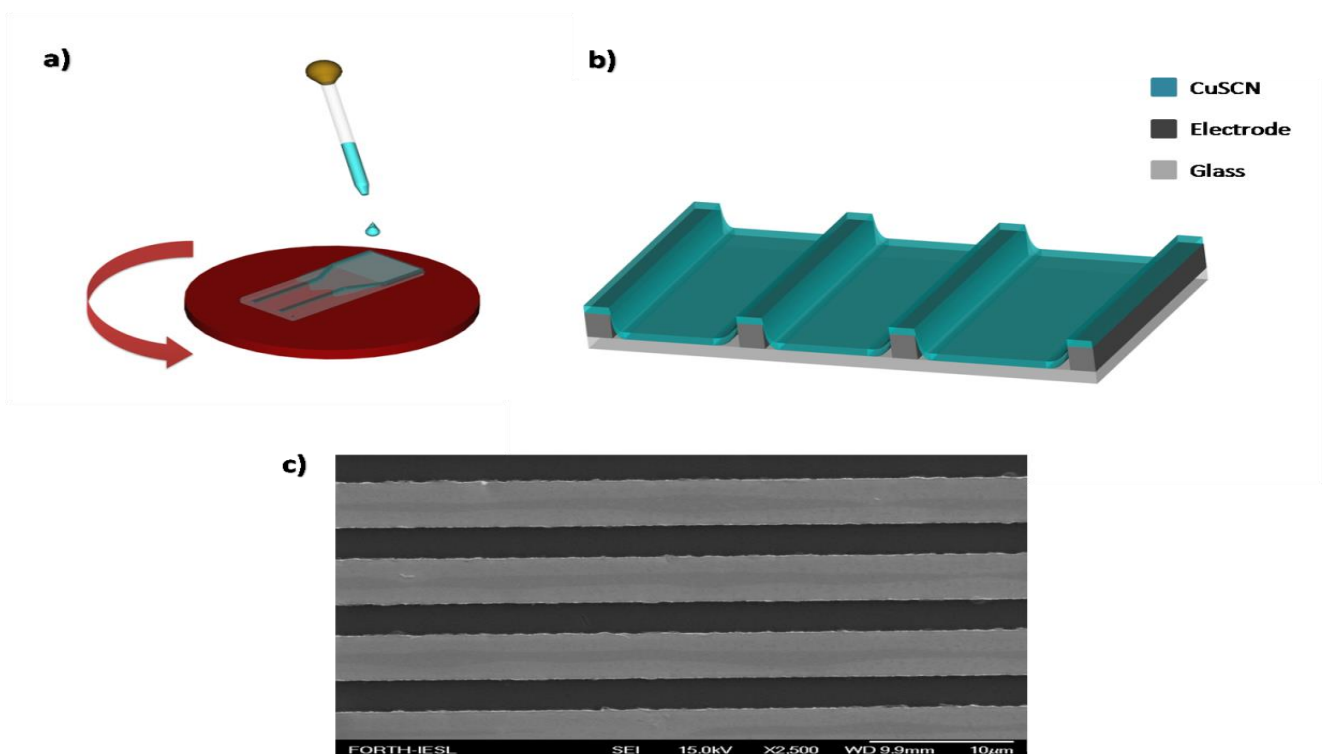 a)
b)
CuSCN
Electrode
Glass
c)
FORTH-IESL SEI 15.0kV X2,500 WD 9.9mm 10μm